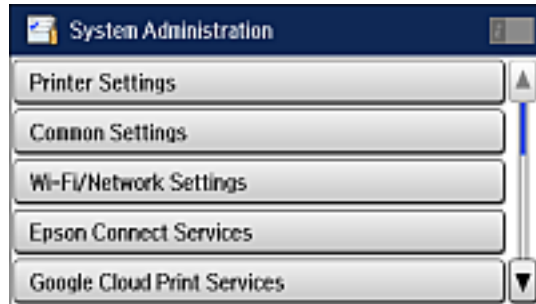 System Administration
Printer Settings
Common Settings
Wi-Fi/Network Settings
Epson Connect Services
Google Cloud Print Services